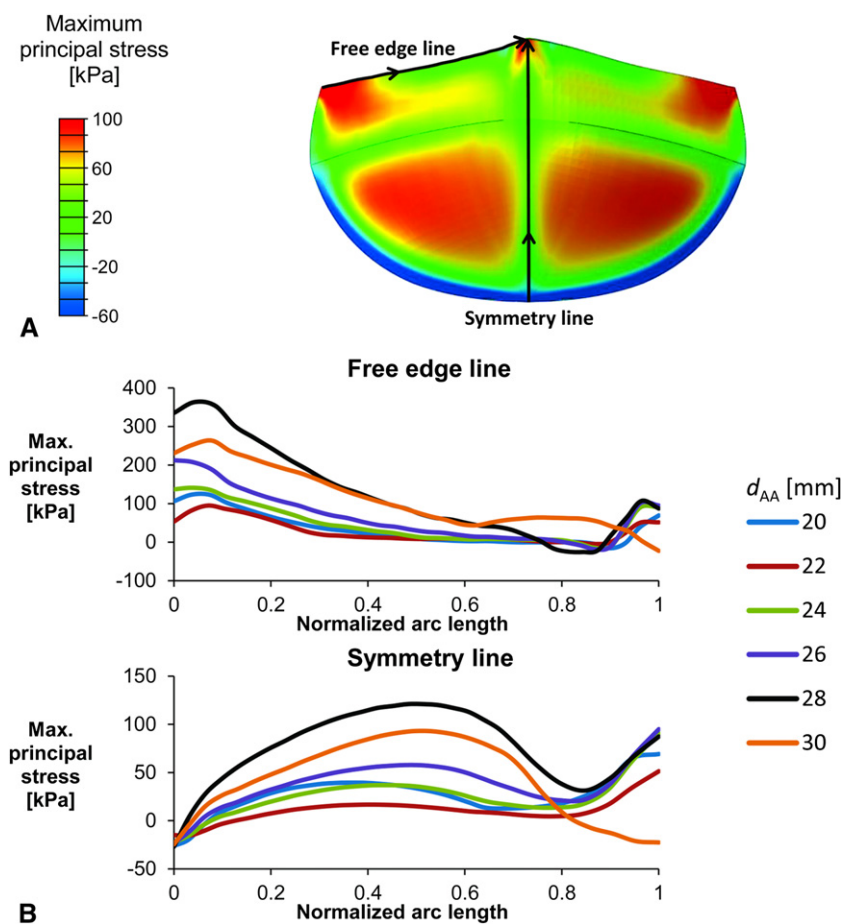 Maximum
principal stress
[kPa]
100
60
20
-20
-60
Free edge line
Symmetry line
A
Free edge line
Max.
principal
stress
[kPa]
400
300
200
100
0
-100
0 0.2 0.4 0.6 0.8 1
Normalized arc length
Symmetry line
Max.
principal
stress
[kPa]
150
100
50
0
-50
0 0.2 0.4 0.6 0.8 1
Normalized arc length
d_AA [mm]
20
22
24
26
28
30
B